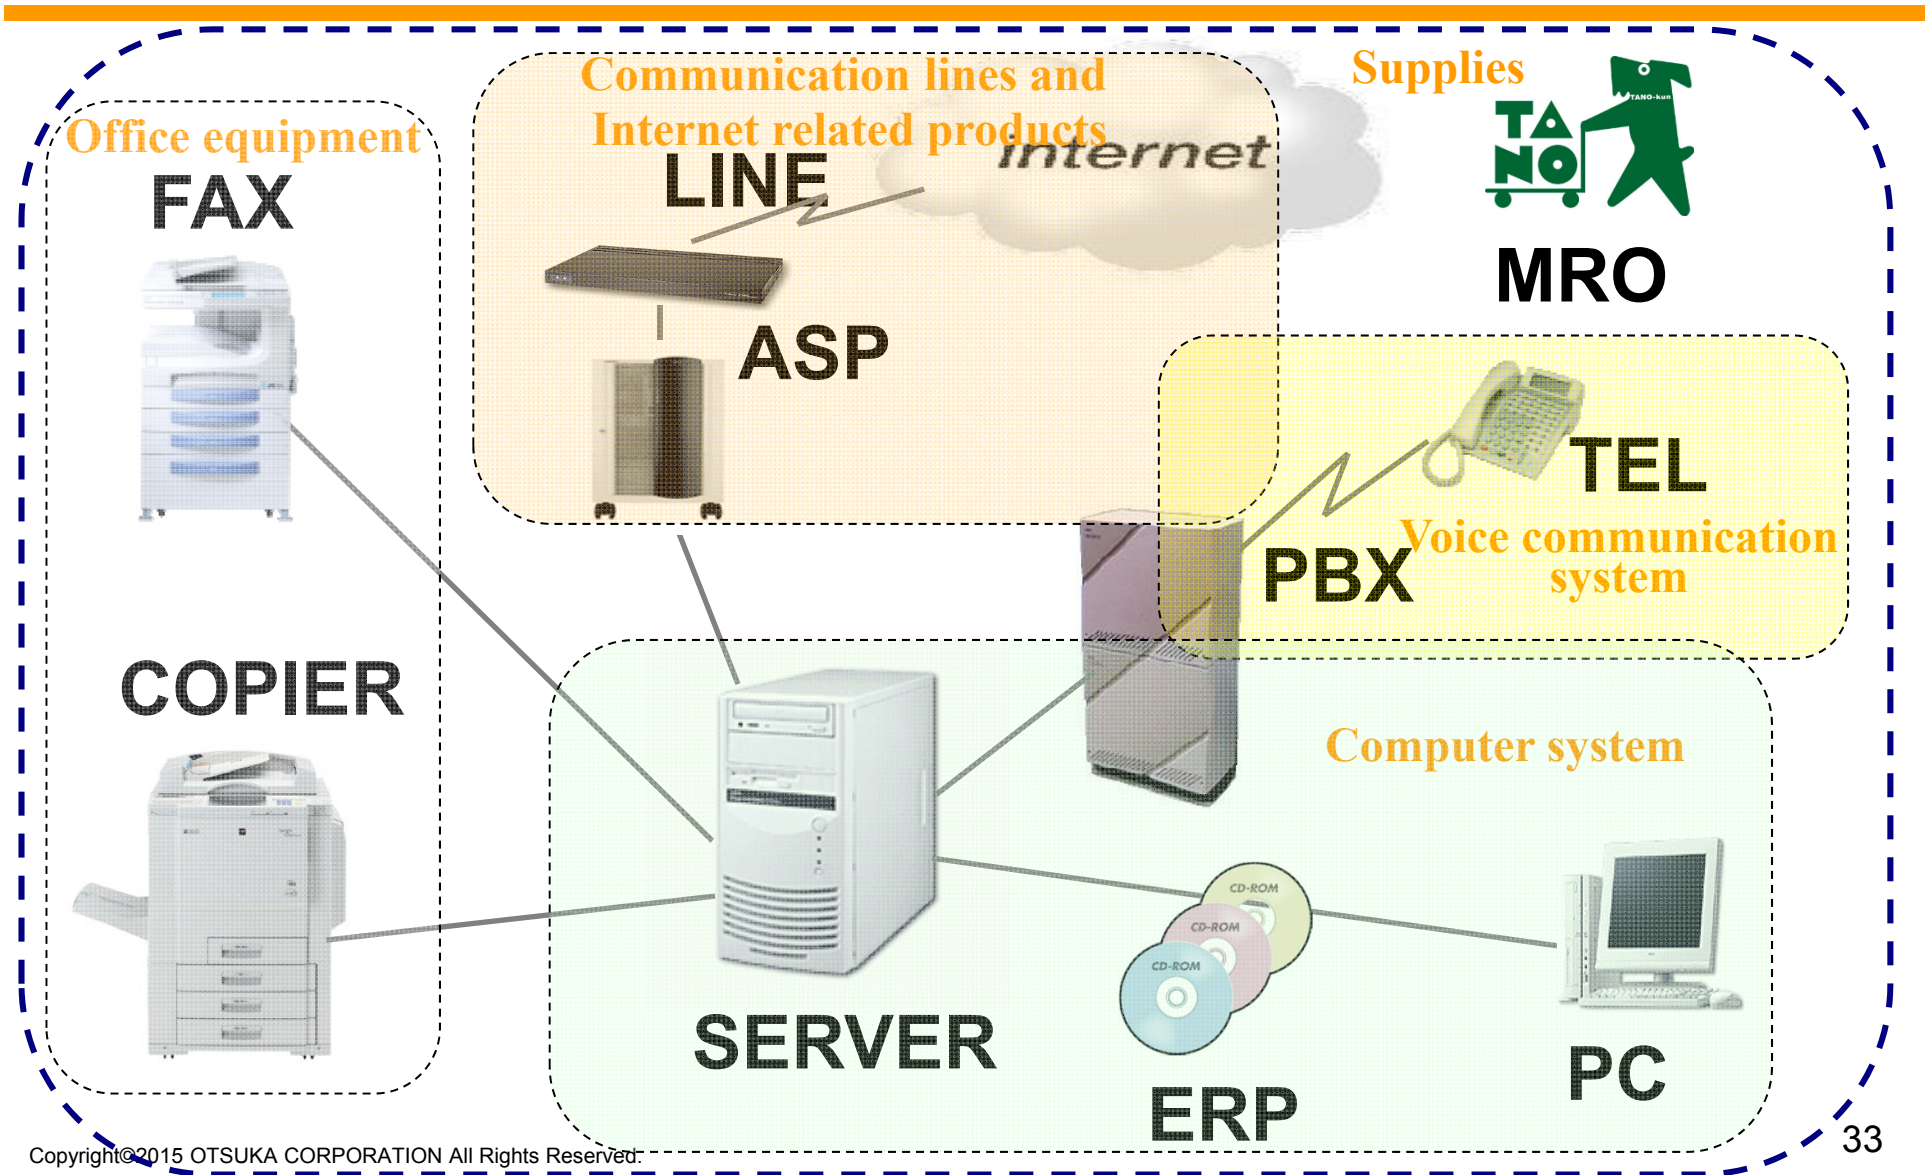 Communication lines and
Internet related products
Supplies
Office equipment
FAX
LINE
internet
TANO-kun
TA
NO
MRO
ASP
TEL
Voice communication
system
PBX
COPIER
Computer system
CD-ROM
CD-ROM
CD-ROM
SERVER
ERP
PC
Copyright©2015 OTSUKA CORPORATION All Rights Reserved.
33